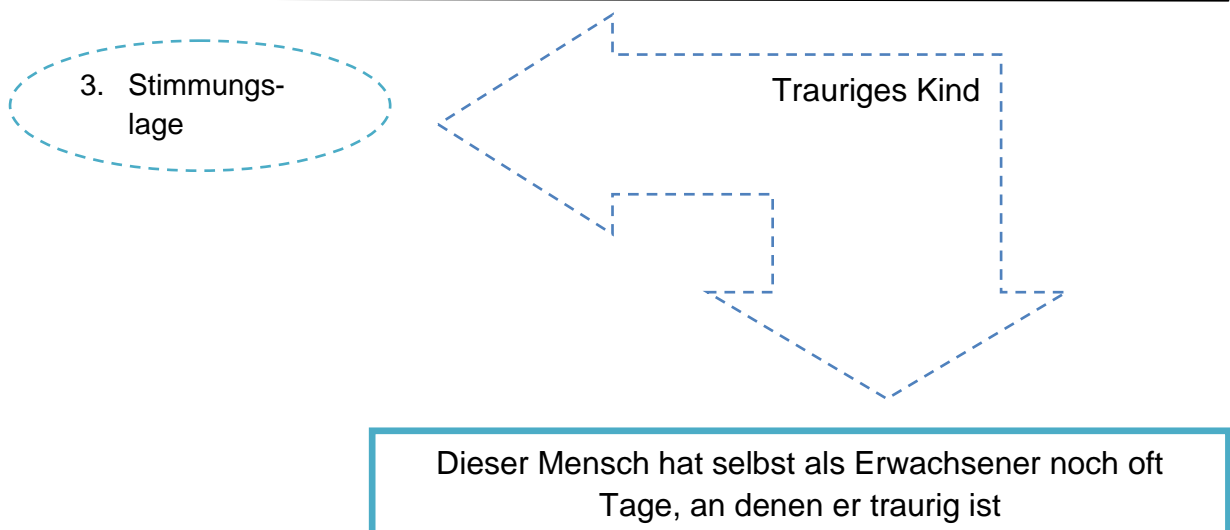 3. Stimmungs-
lage
Trauriges Kind
Dieser Mensch hat selbst als Erwachsener noch oft
Tage, an denen er traurig ist